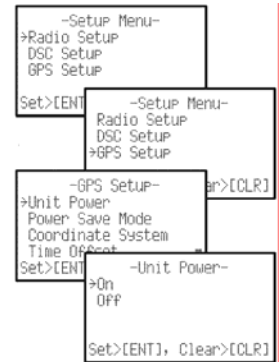 -Setup Menu-
→Radio Setup
DSC Setup
GPS Setup
Set>[ENT
-Setup Menu-
Radio Setup
DSC Setup
→GPS Setup
ar>[CLR]
-GPS Setup-
→Unit Power
Power Save Mode
Coordinate System
Time Offset
Set>[ENT
-Unit Power-
→On
Off
Set>[ENT], Clear>[CLR]